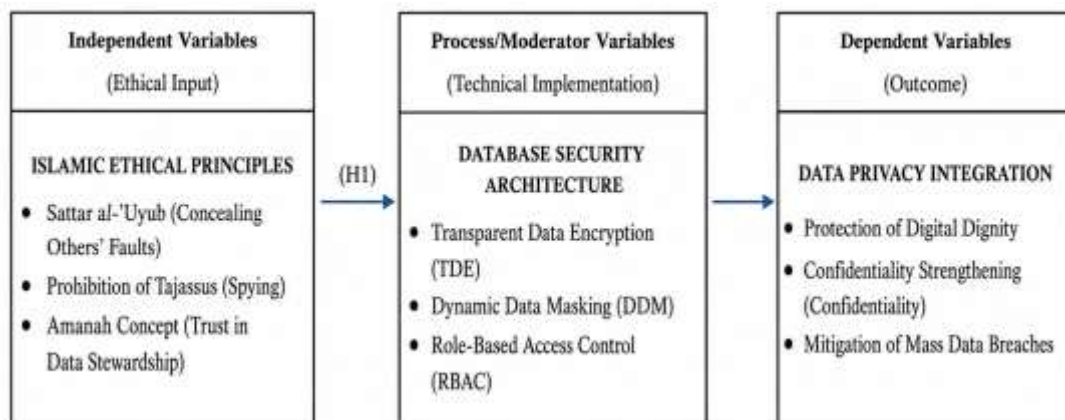 Independent Variables
(Ethical Input)
ISLAMIC ETHICAL PRINCIPLES
• Sattar al-'Uyub (Concealing
Others' Faults)
• Prohibition of Tajassus (Spying)
• Amanah Concept (Trust in
Data Stewardship)
(H1)
Process/Moderator Variables
(Technical Implementation)
DATABASE SECURITY
ARCHITECTURE
• Transparent Data Encryption
(TDE)
• Dynamic Data Masking (DDM)
• Role-Based Access Control
(RBAC)
Dependent Variables
(Outcome)
DATA PRIVACY INTEGRATION
• Protection of Digital Dignity
• Confidentiality Strengthening
(Confidentiality)
• Mitigation of Mass Data Breaches